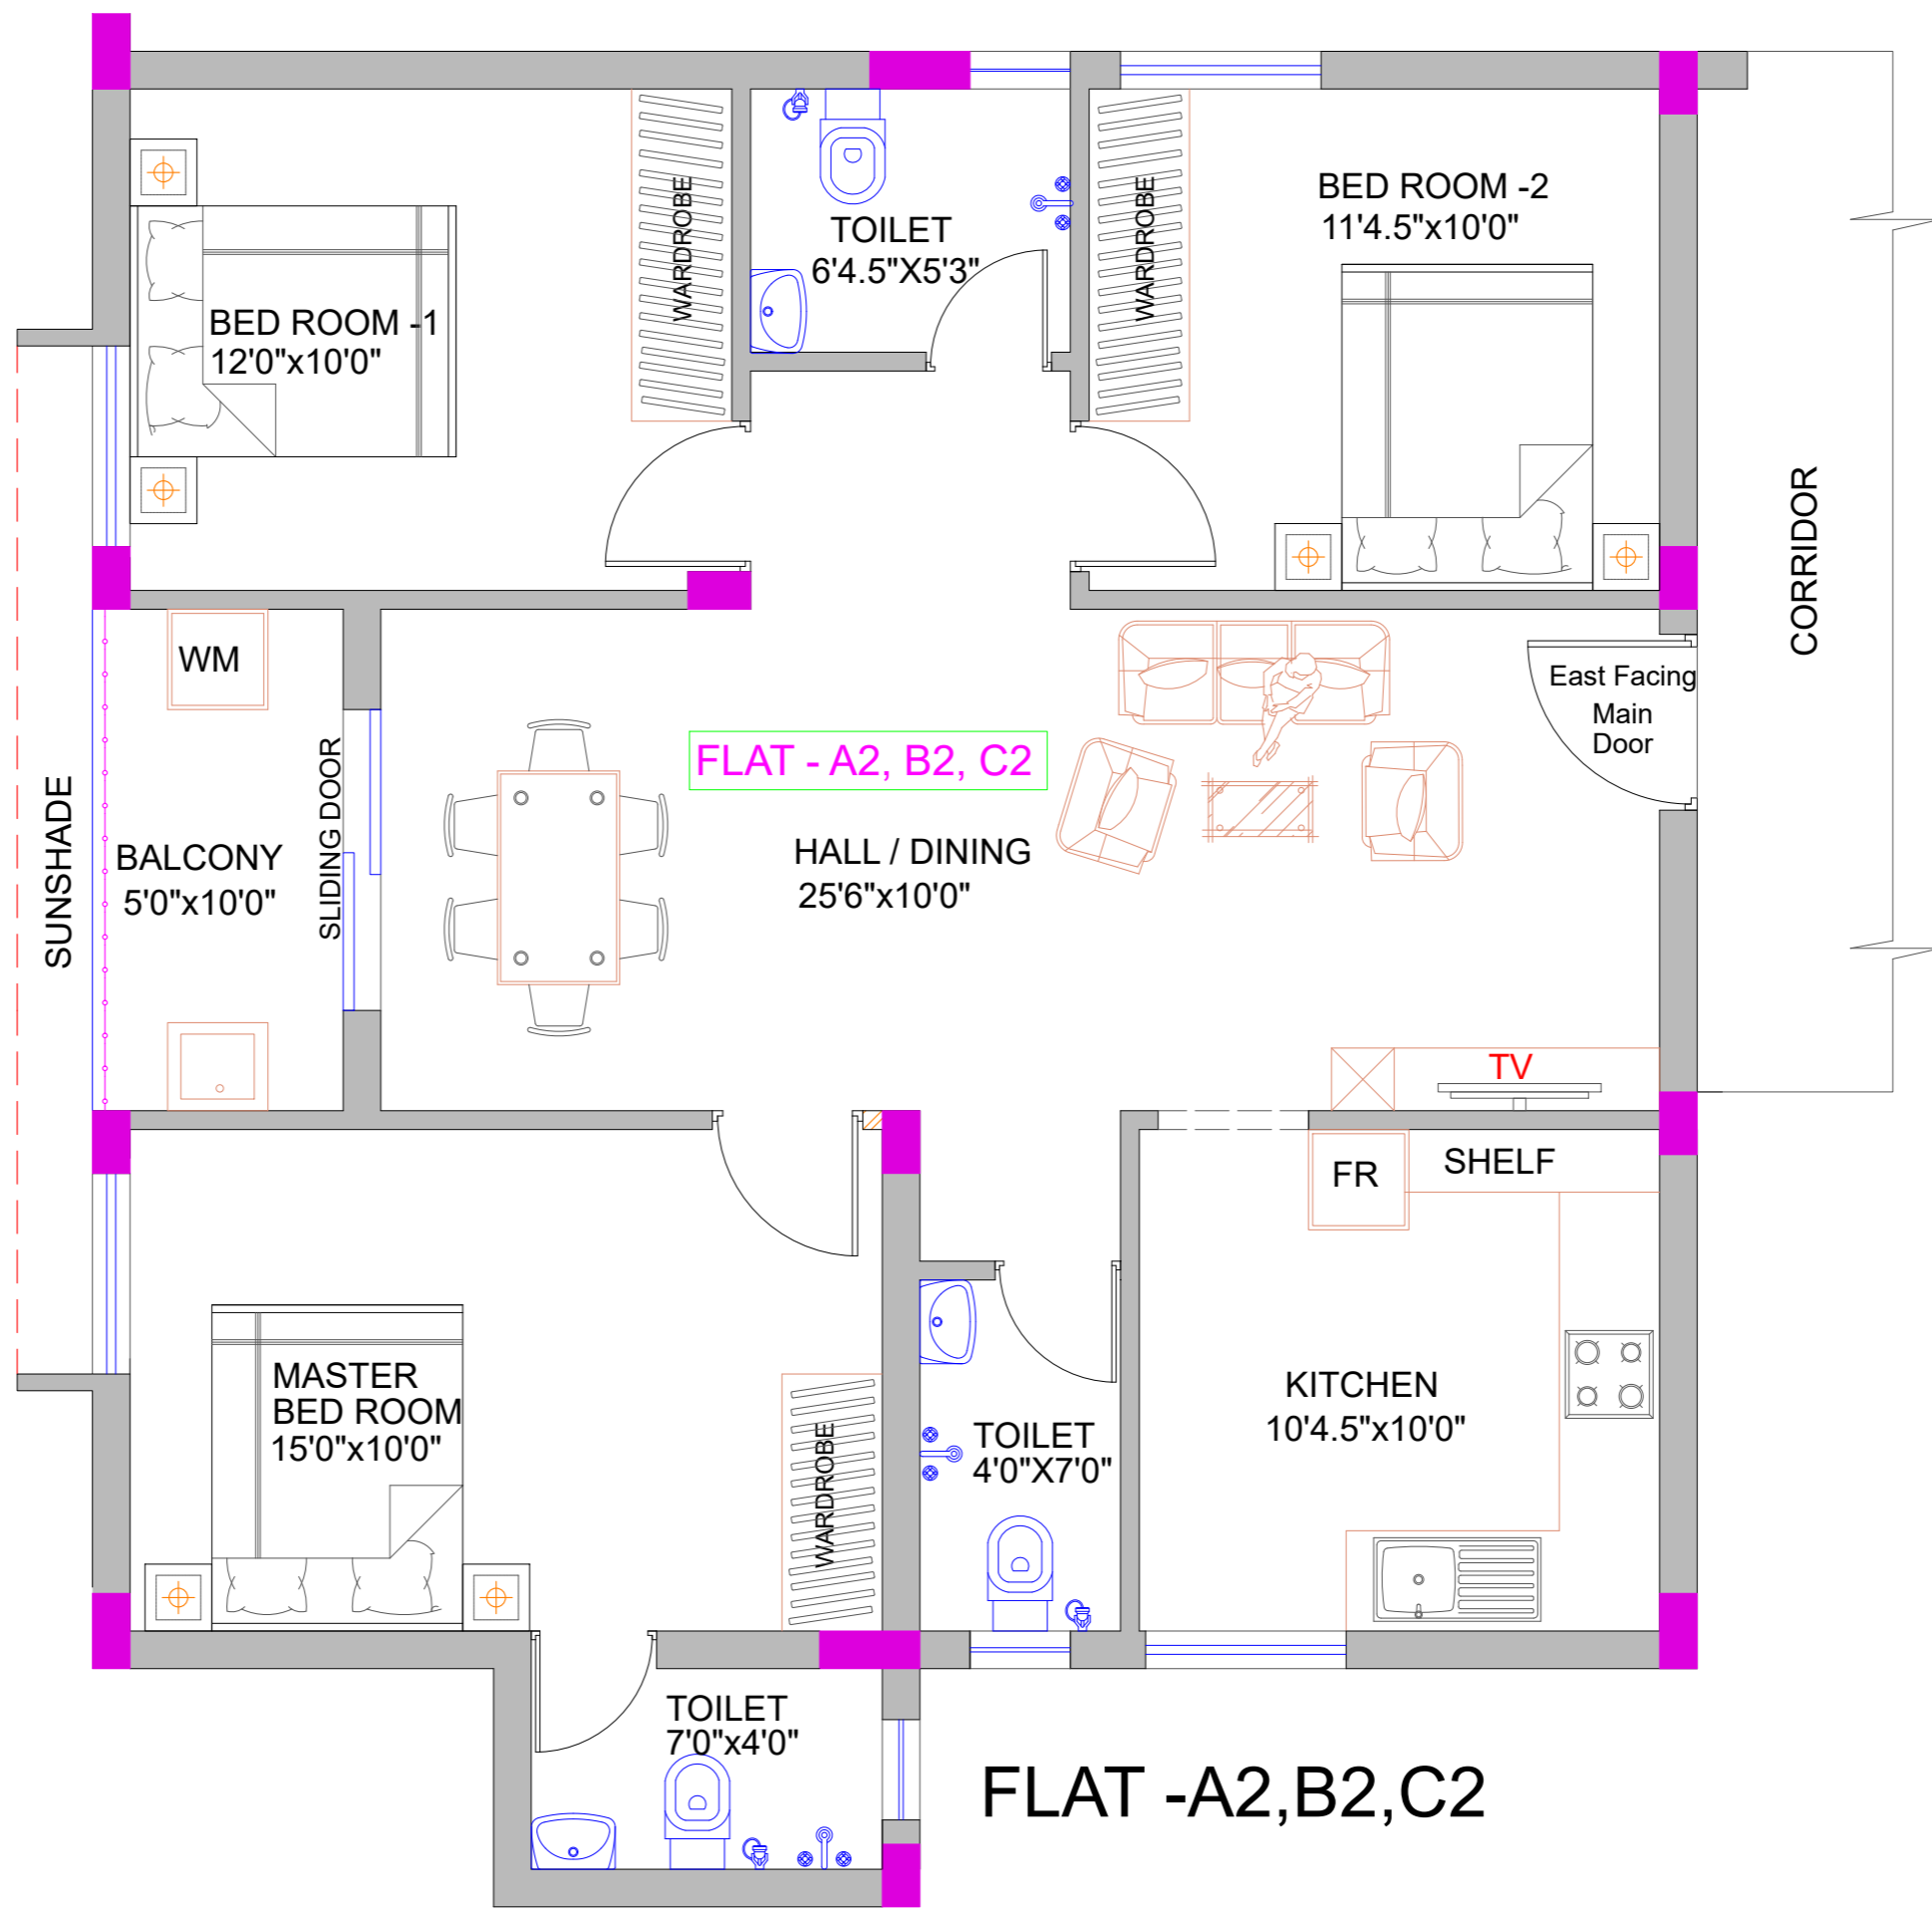 BED ROOM -1
12'0"x10'0"
WARDROBE
TOILET
6'4.5"X5'3"
WARDROBE
BED ROOM -2
11'4.5"x10'0"
CORRIDOR
WM
SLIDING DOOR
SUNSHADE
BALCONY
5'0"x10'0"
FLAT - A2, B2, C2
HALL / DINING
25'6"x10'0"
East Facing
Main
Door
TV
FR
SHELF
MASTER
BED ROOM
15'0"x10'0"
WARDROBE
TOILET
4'0"X7'0"
KITCHEN
10'4.5"x10'0"
TOILET
7'0"x4'0"
FLAT -A2,B2,C2